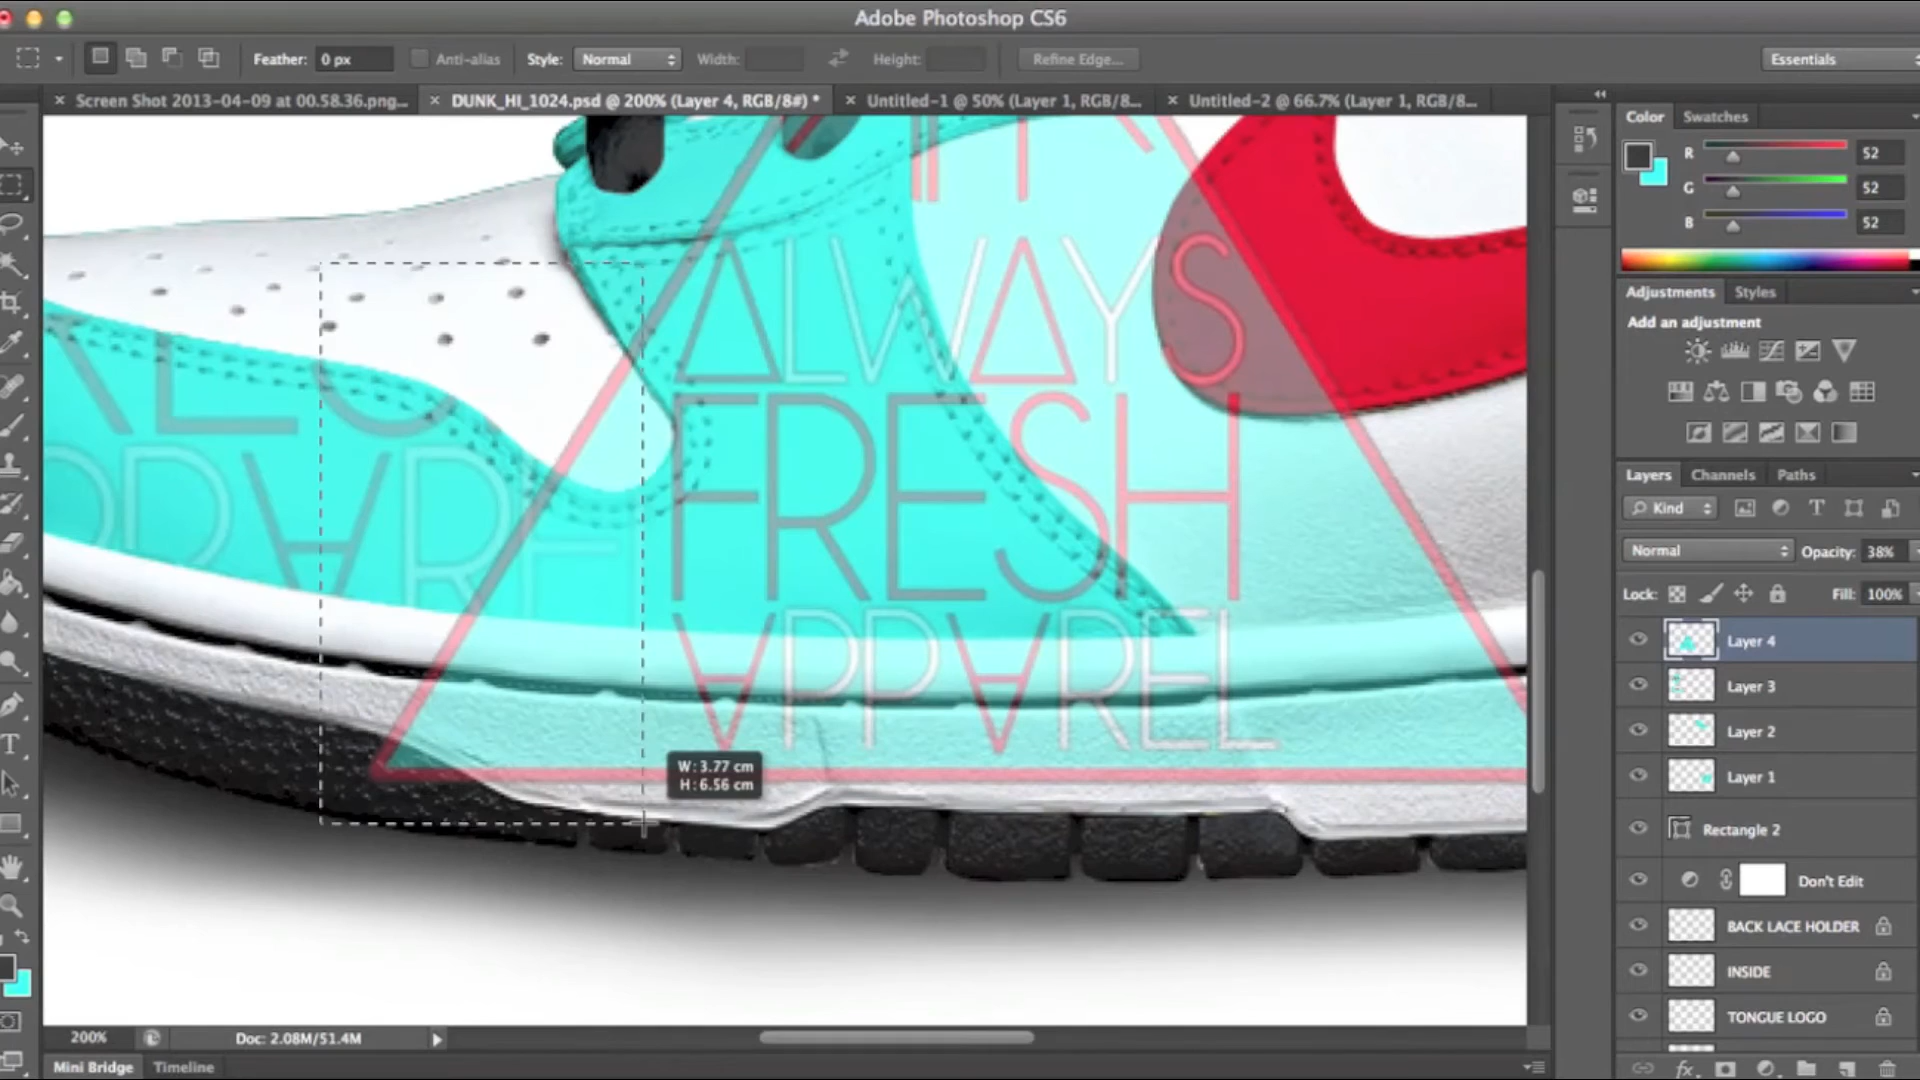 Adobe Photoshop CS6
Feather: 0 px Anti-alias Style: Normal Width: Height: Refine Edge... Essentials
× Screen Shot 2013-04-09 at 00.58.36.png... × DUNK_HI_1024.psd @ 200% (Layer 4, RGB/8#) * × Untitled-1 @ 50% (Layer 1, RGB/8... × Untitled-2 @ 66.7% (Layer 1, RGB/8...
Color Swatches
R 52
G 52
B 52
Adjustments Styles
Add an adjustment
ALWAYS
FRESH
APPAREL
W: 3.77 cm
H: 6.56 cm
Layers Channels Paths
Kind
Normal Opacity: 38%
Lock: Fill: 100%
Layer 4
Layer 3
Layer 2
Layer 1
Rectangle 2
Don't Edit
BACK LACE HOLDER
INSIDE
TONGUE LOGO
200% Doc: 2.08M/51.4M
Mini Bridge Timeline